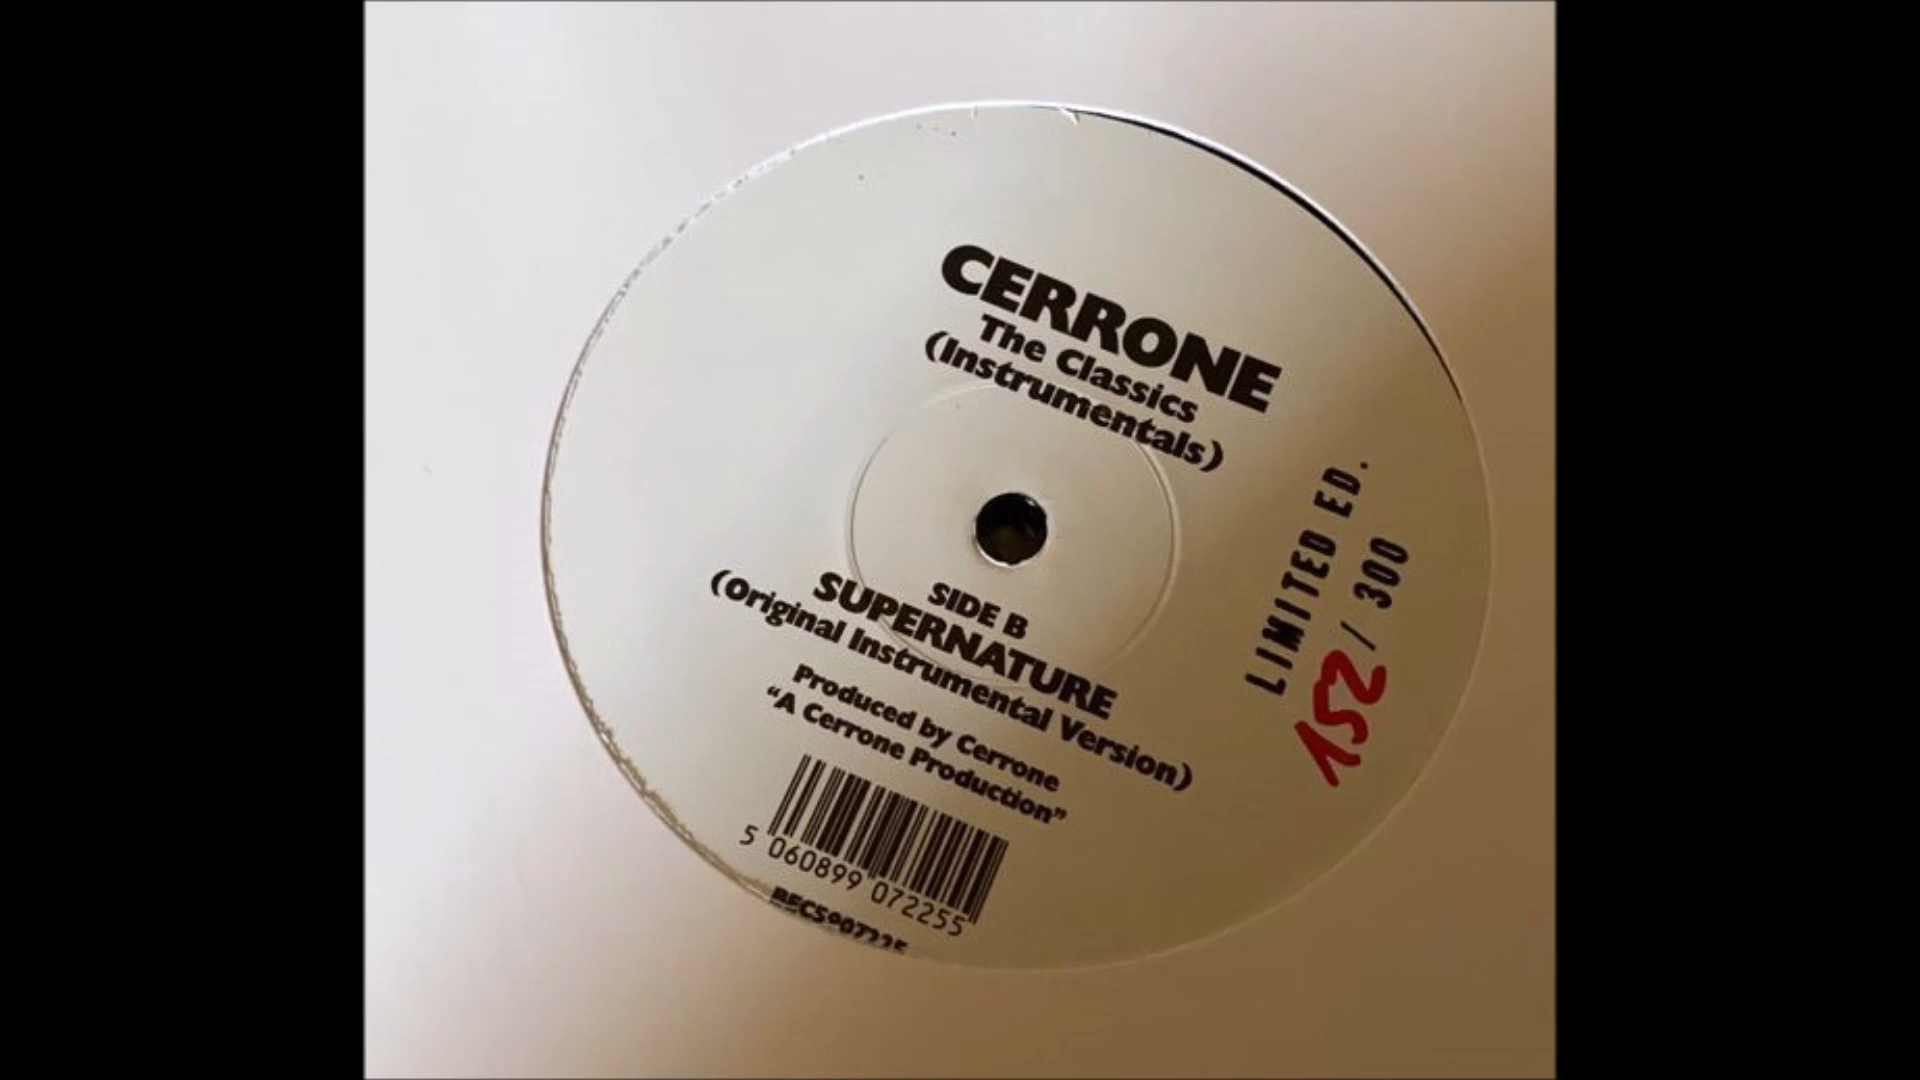 CERRONE
The Classics
(Instrumentals)
LIMITED ED.
152 / 300
SIDE B
SUPERNATURE
(Original Instrumental Version)
Produced by Cerrone
“A Cerrone Production”
5 060899 072255